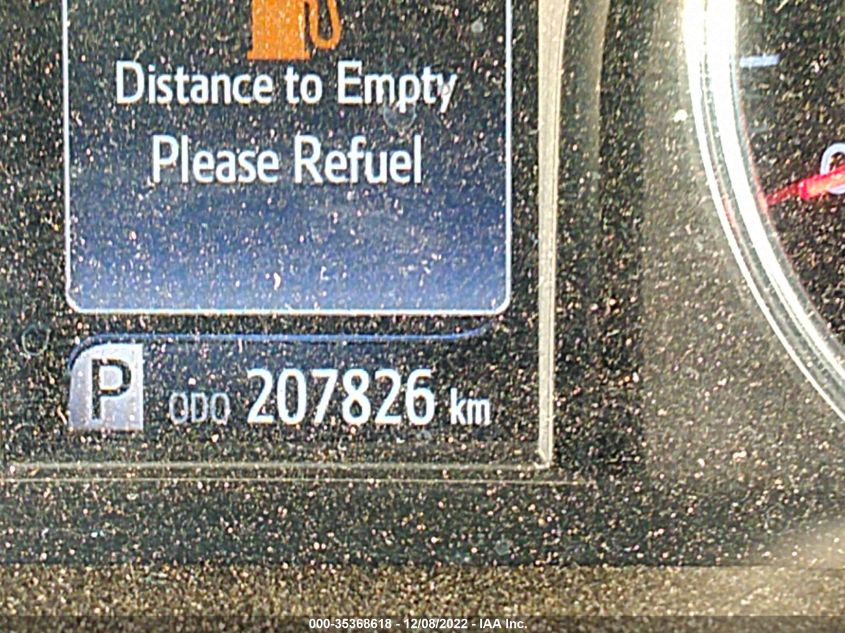 Distance to Empty
Please Refuel
P ODO 207826 km
000-35368618 - 12/08/2022 - IAA Inc.